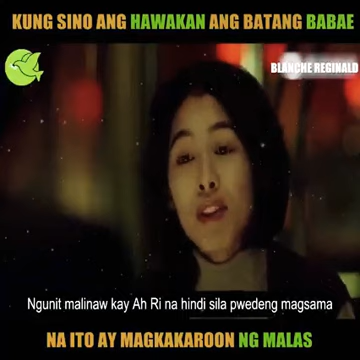 KUNG SINO ANG HAWAKAN ANG BATANG BABAE
BLANCHE REGINALD
Ngunit malinaw kay Ah Ri na hindi sila pwedeng magsama
NA ITO AY MAGKAKAROON NG MALAS